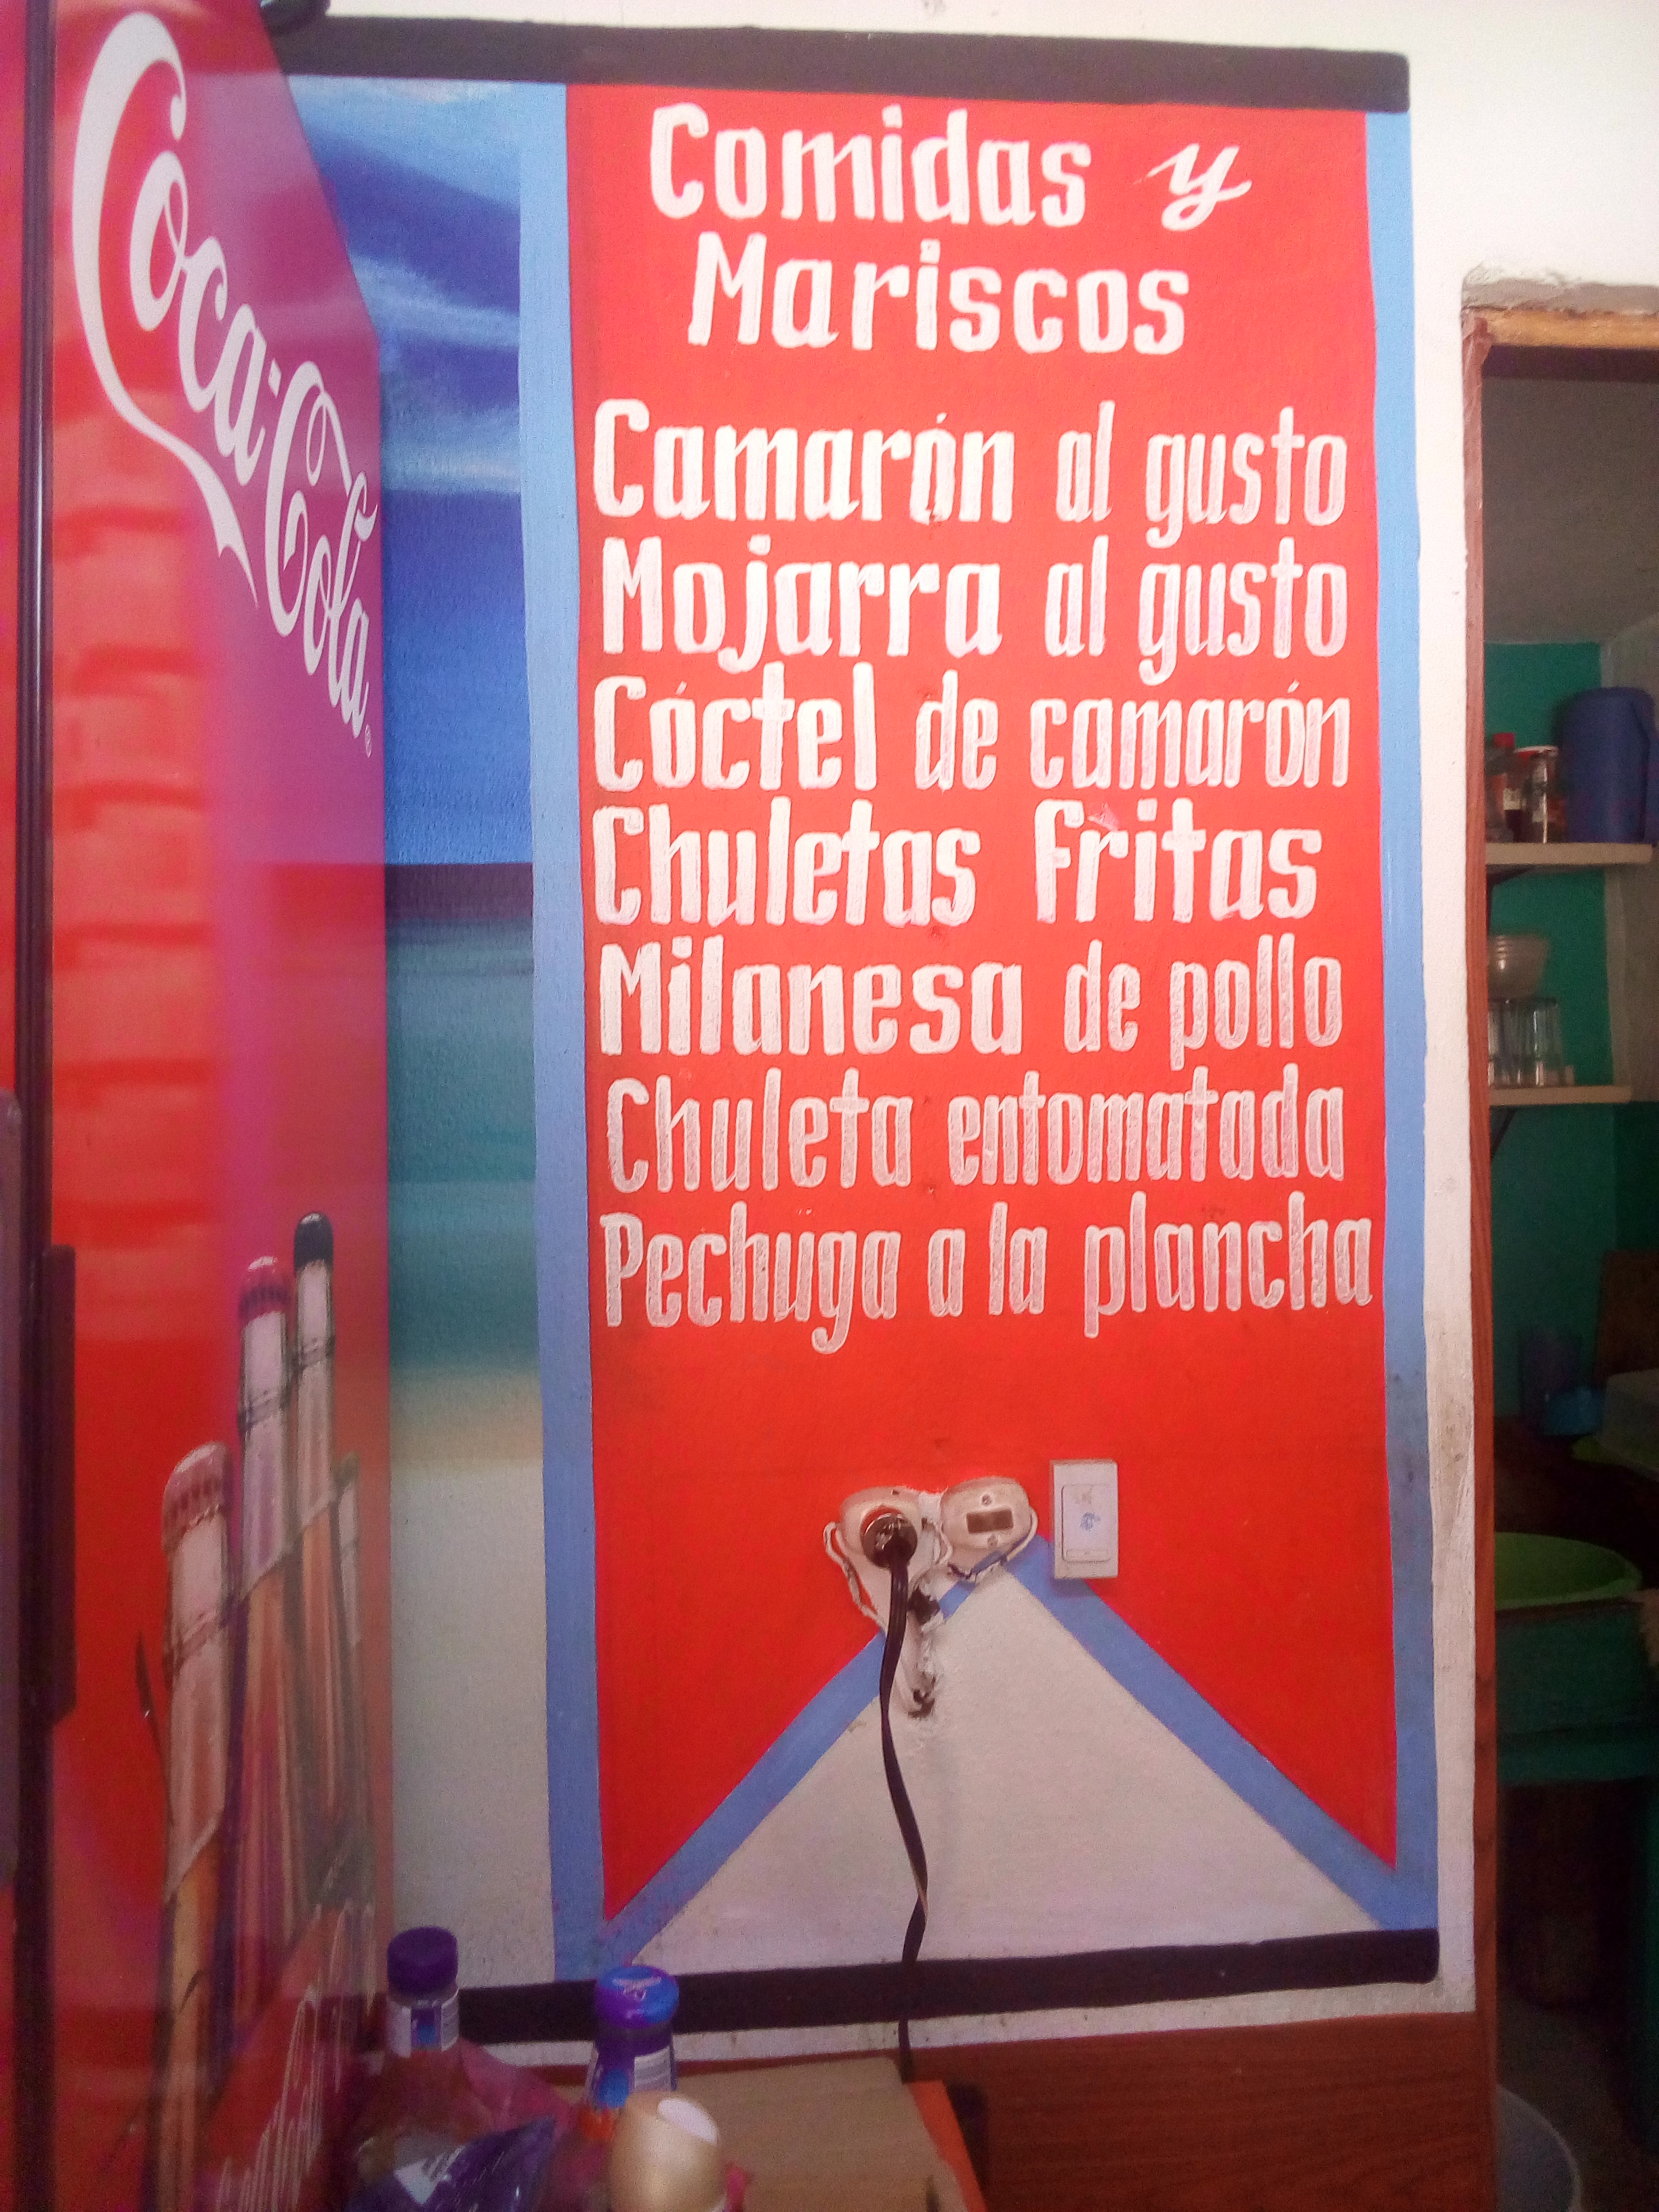 Coca-Cola
Comidas y
Mariscos
Camarón al gusto
Mojarra al gusto
Cóctel de camarón
Chuletas Fritas
Milanesa de pollo
Chuleta entomatada
Pechuga a la plancha